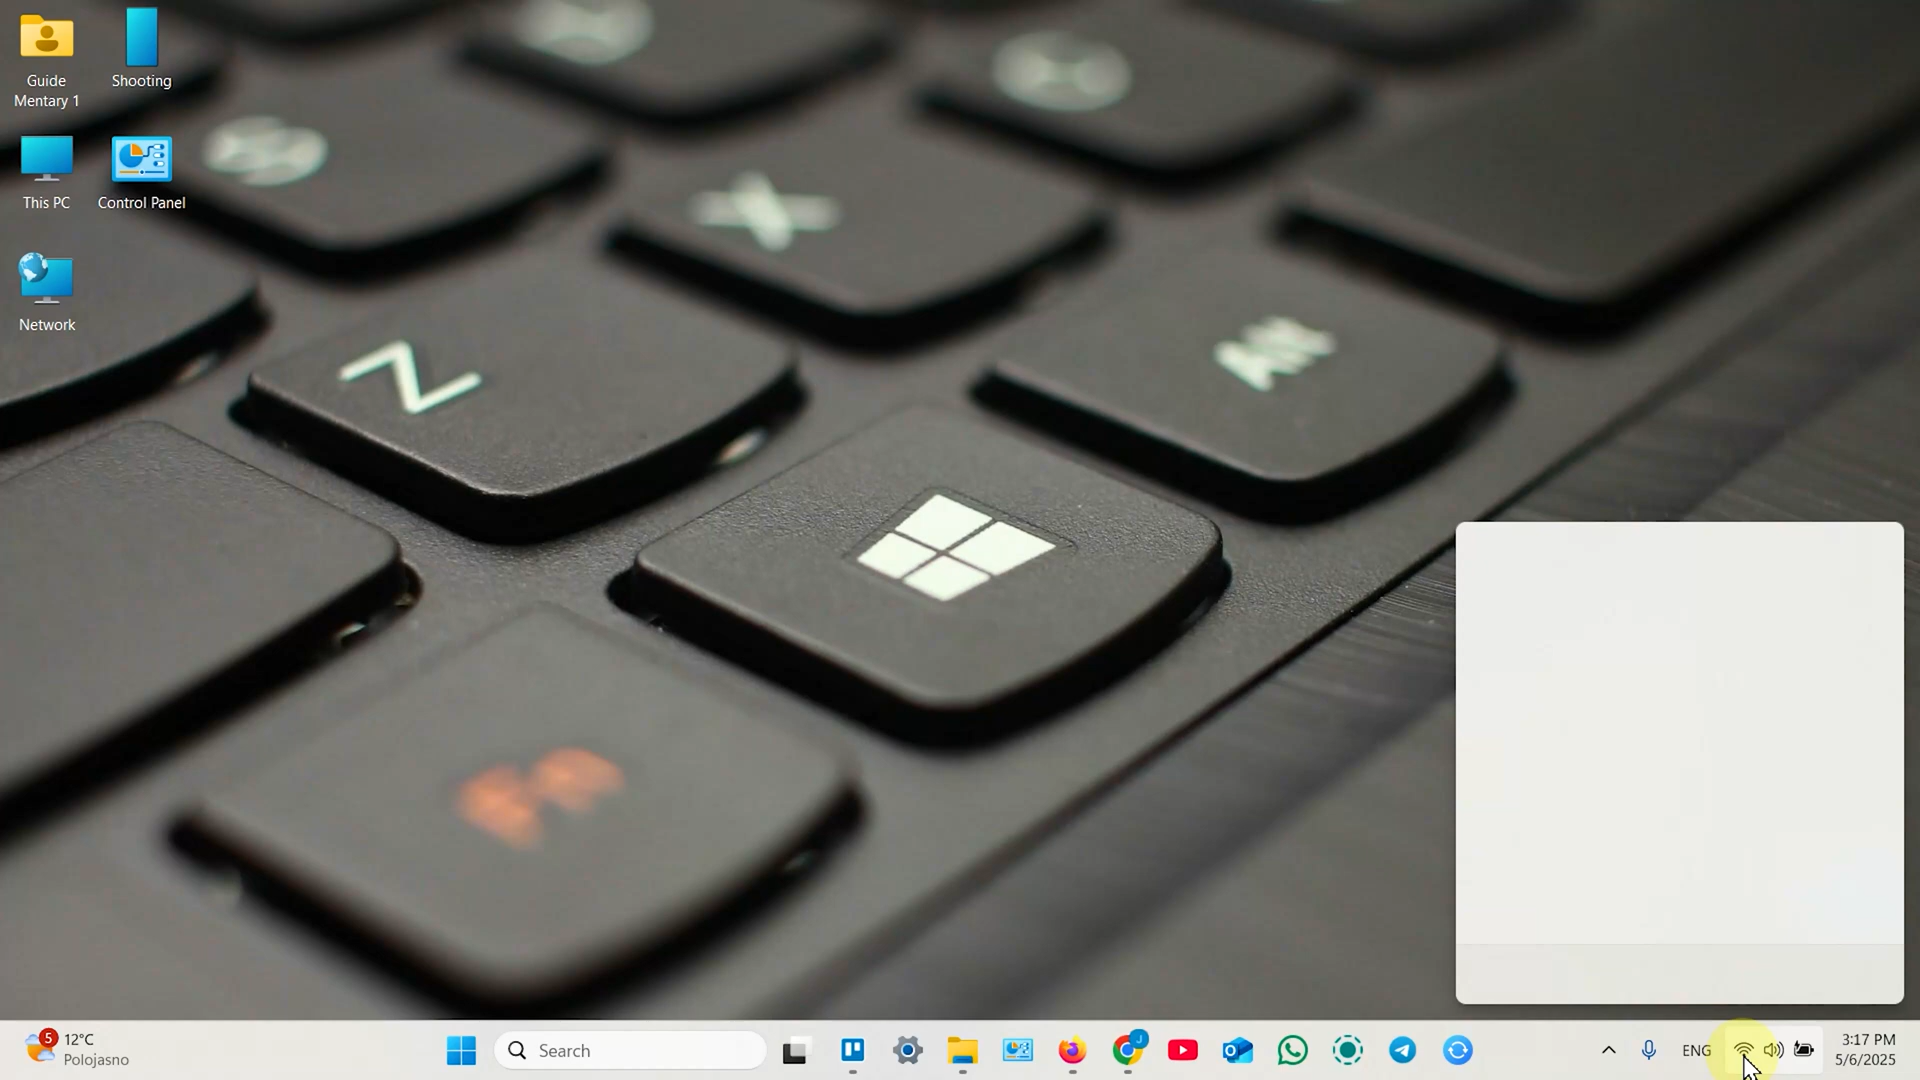 Guide
Mentary 1
Shooting
This PC
Control Panel
Network
X
Z
Alt
5
12°C
Polojasno
Search
J
ENG
3:17 PM
5/6/2025